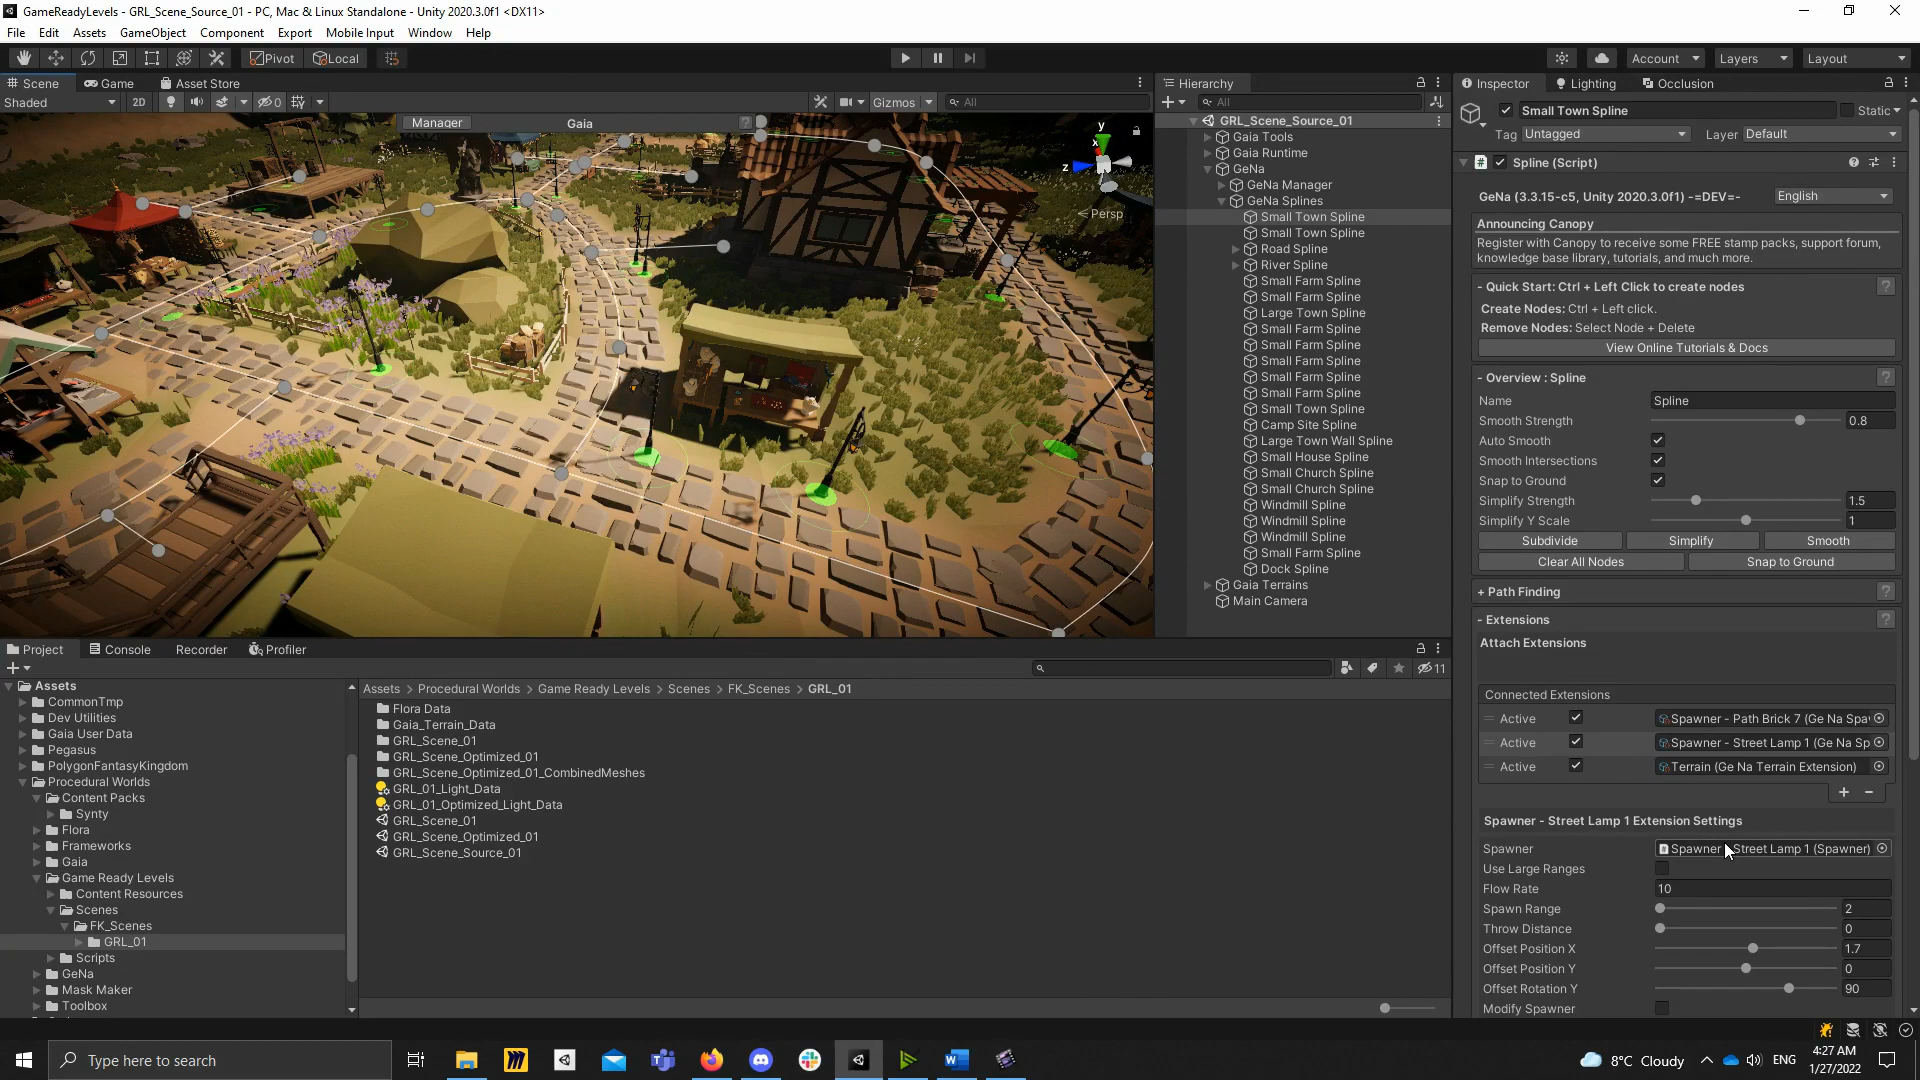 GameReadyLevels - GRL_Scene_Source_01 - PC, Mac & Linux Standalone - Unity 2020.3.0f1 <DX11>
File Edit Assets GameObject Component Export Mobile Input Window Help
Pivot Local Account Layers Layout
Scene Game Asset Store
Shaded 2D 0 Gizmos All
Manager Gaia
y
x
z
Persp
Hierarchy
All
GRL_Scene_Source_01
Gaia Tools
Gaia Runtime
GeNa
GeNa Manager
GeNa Splines
Small Town Spline
Small Town Spline
Road Spline
River Spline
Small Farm Spline
Small Farm Spline
Large Town Spline
Small Farm Spline
Small Farm Spline
Small Farm Spline
Small Farm Spline
Small Farm Spline
Small Town Spline
Camp Site Spline
Large Town Wall Spline
Small House Spline
Small Church Spline
Small Church Spline
Windmill Spline
Windmill Spline
Windmill Spline
Small Farm Spline
Dock Spline
Gaia Terrains
Main Camera
Inspector Lighting Occlusion
Small Town Spline Static
Tag Untagged Layer Default
# Spline (Script)
GeNa (3.3.15-c5, Unity 2020.3.0f1) -=DEV=- English
Announcing Canopy
Register with Canopy to receive some FREE stamp packs, support forum,
knowledge base library, tutorials, and much more.
- Quick Start: Ctrl + Left Click to create nodes ?
Create Nodes: Ctrl + Left click.
Remove Nodes: Select Node + Delete
View Online Tutorials & Docs
- Overview : Spline ?
Name Spline
Smooth Strength 0.8
Auto Smooth
Smooth Intersections
Snap to Ground
Simplify Strength 1.5
Simplify Y Scale 1
Subdivide Simplify Smooth
Clear All Nodes Snap to Ground
+ Path Finding ?
- Extensions ?
Attach Extensions
Connected Extensions
Active Spawner - Path Brick 7 (Ge Na Spa
Active Spawner - Street Lamp 1 (Ge Na Sp
Active Terrain (Ge Na Terrain Extension)
+ -
Spawner - Street Lamp 1 Extension Settings
Spawner Spawner Street Lamp 1 (Spawner)
Use Large Ranges
Flow Rate 10
Spawn Range 2
Throw Distance 0
Offset Position X 1.7
Offset Position Y 0
Offset Rotation Y 90
Modify Spawner
Project Console Recorder Profiler
11
Assets
CommonTmp
Dev Utilities
Gaia User Data
Pegasus
PolygonFantasyKingdom
Procedural Worlds
Content Packs
Synty
Flora
Frameworks
Gaia
Game Ready Levels
Content Resources
Scenes
FK_Scenes
GRL_01
Scripts
GeNa
Mask Maker
Toolbox
Assets > Procedural Worlds > Game Ready Levels > Scenes > FK_Scenes > GRL_01
Flora Data
Gaia_Terrain_Data
GRL_Scene_01
GRL_Scene_Optimized_01
GRL_Scene_Optimized_01_CombinedMeshes
GRL_01_Light_Data
GRL_01_Optimized_Light_Data
GRL_Scene_01
GRL_Scene_Optimized_01
GRL_Scene_Source_01
Type here to search
8°C Cloudy ENG
4:27 AM
1/27/2022